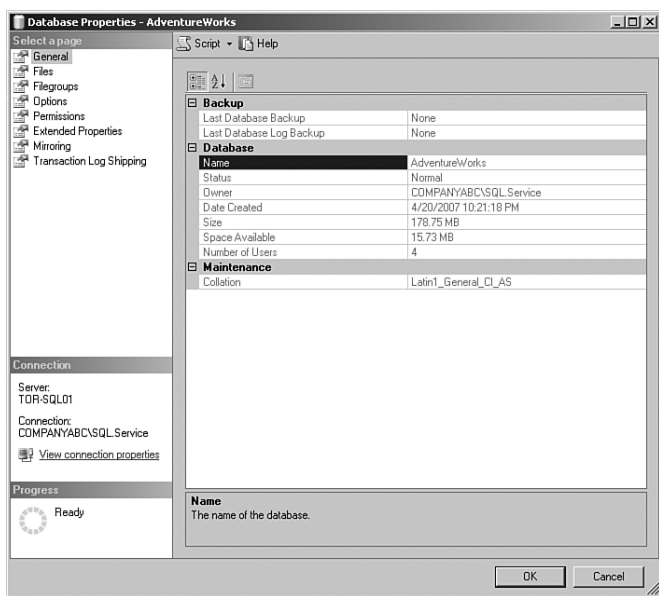 Database Properties - AdventureWorks
Select a page
General
Files
Filegroups
Options
Permissions
Extended Properties
Mirroring
Transaction Log Shipping
Script
Help
Backup
Last Database Backup None
Last Database Log Backup None
Database
Name AdventureWorks
Status Normal
Owner COMPANYABC\SQL.Service
Date Created 4/20/2007 10:21:18 PM
Size 178.75 MB
Space Available 15.73 MB
Number of Users 4
Maintenance
Collation Latin1_General_CI_AS
Connection
Server:
TOR-SQL01
Connection:
COMPANYABC\SQL.Service
View connection properties
Progress
Ready
Name
The name of the database.
OK
Cancel